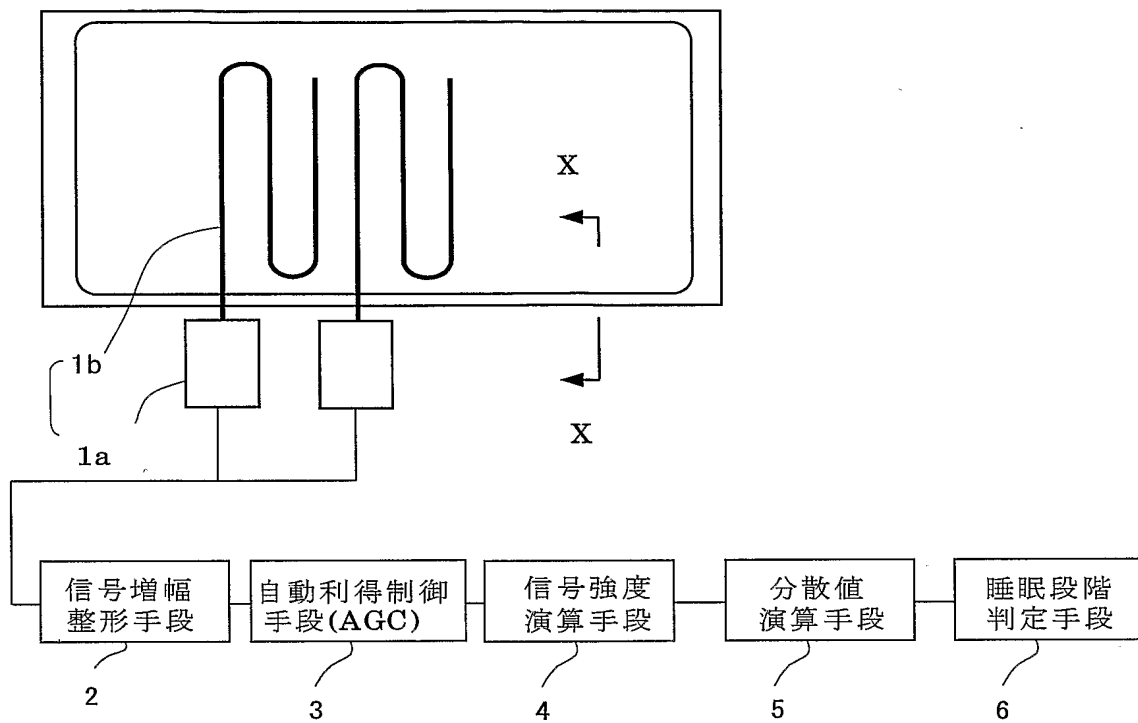 X
1b
1a
X
信号増幅
整形手段
自動利得制御
手段(AGC)
信号強度
演算手段
分散値
演算手段
睡眠段階
判定手段
2
3
4
5
6